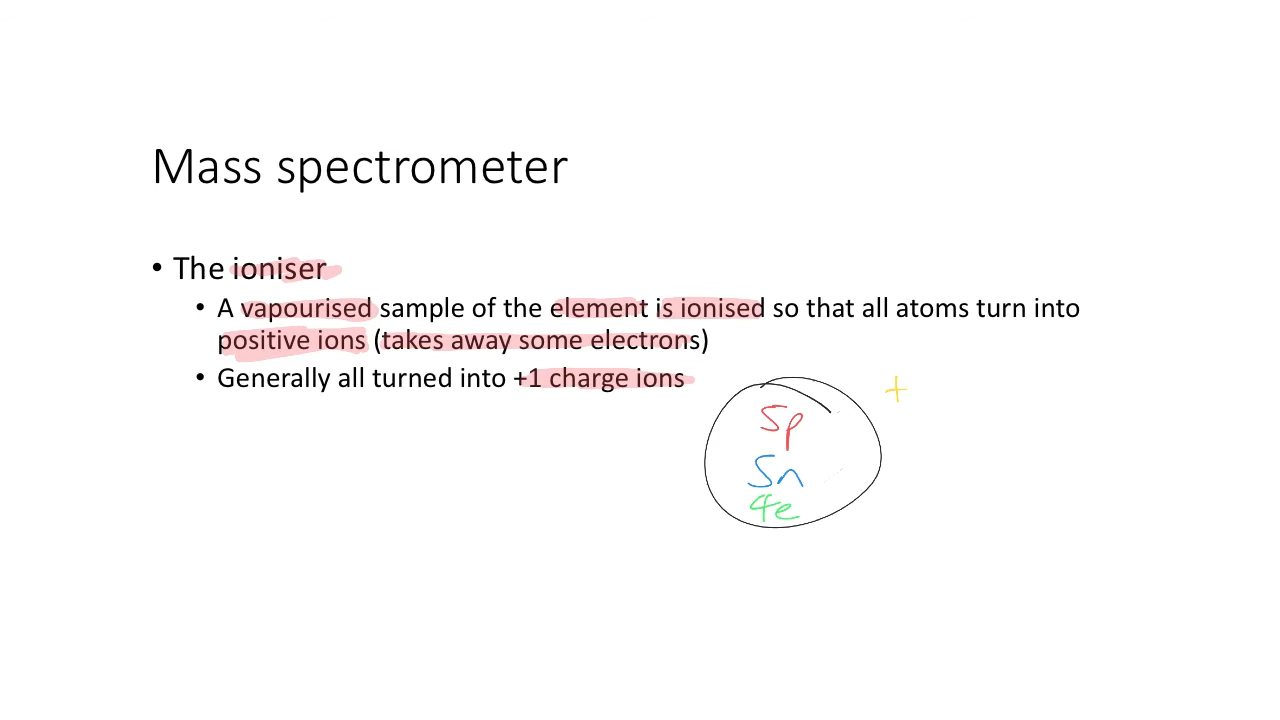 Mass spectrometer
• The ioniser
• A vapourised sample of the element is ionised so that all atoms turn into
positive ions (takes away some electrons)
• Generally all turned into +1 charge ions
+
5p
5n
4e